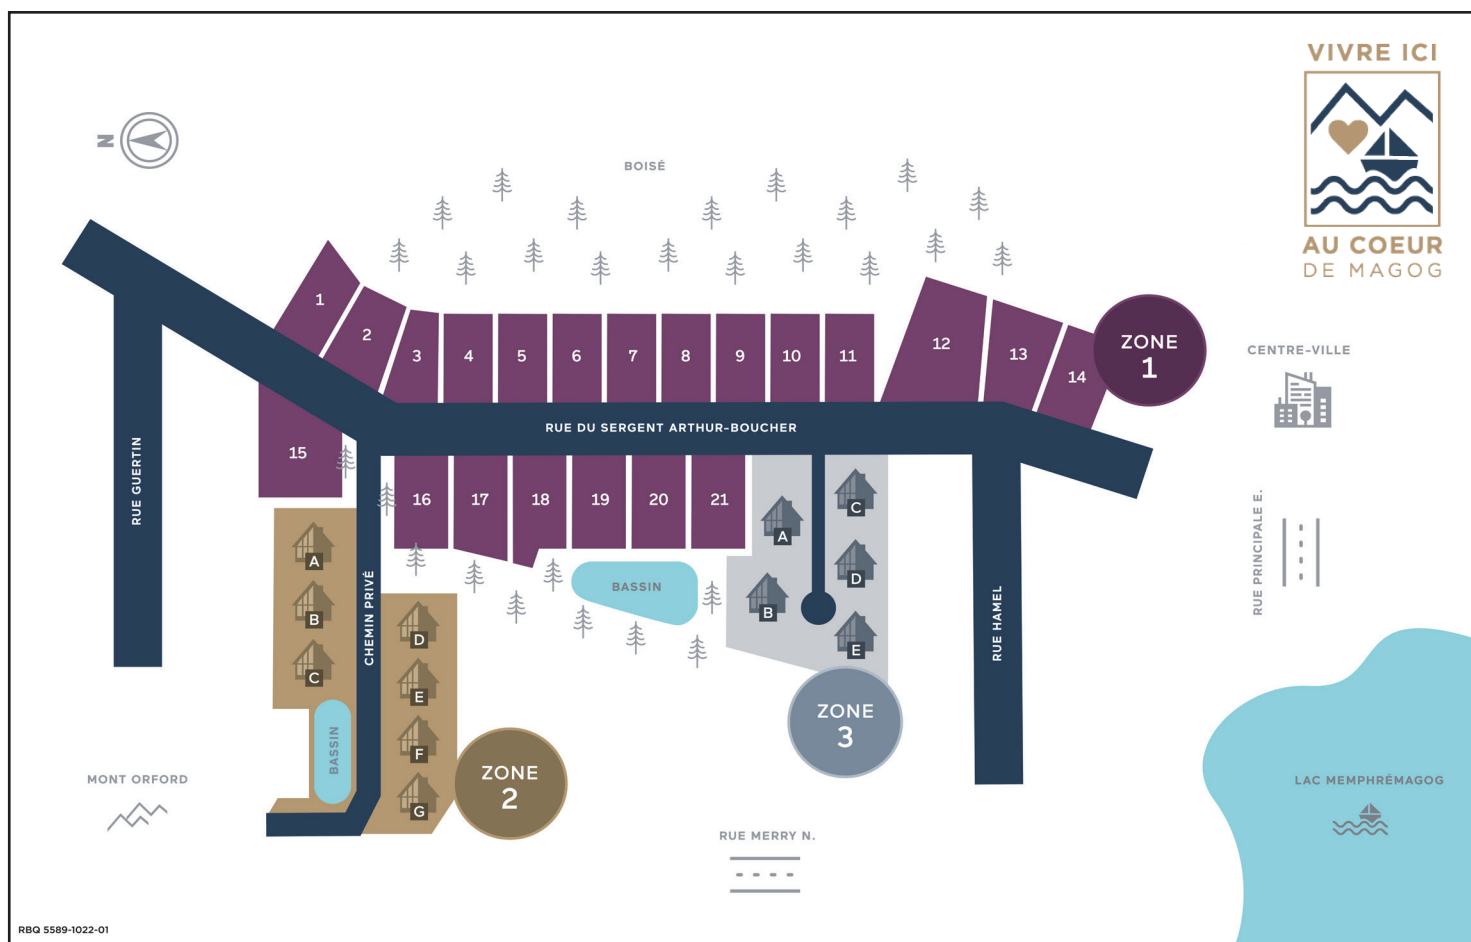 VIVRE ICI
AU COEUR
DE MAGOG
N
BOISÉ
1
2
3
4
5
6
7
8
9
10
11
12
13
14
ZONE
1
CENTRE-VILLE
RUE DU SERGENT ARTHUR-BOUCHER
RUE GUERTIN
15
16
17
18
19
20
21
A
B
C
D
E
RUE HAMEL
RUE PRINCIPALE E.
BASSIN
CHEMIN PRIVÉ
A
B
C
D
E
F
G
BASSIN
ZONE
2
ZONE
3
MONT ORFORD
RUE MERRY N.
LAC MEMPHRÉMAGOG
RBQ 5589-1022-01